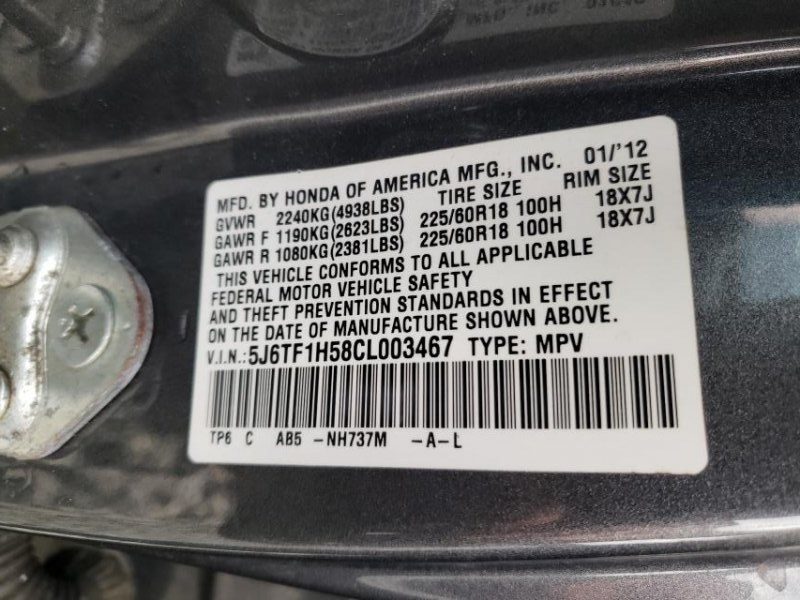 MFD. BY HONDA OF AMERICA MFG., INC. 01/'12
GVWR 2240KG(4938LBS) TIRE SIZE RIM SIZE
GAWR F 1190KG(2623LBS) 225/60R18 100H 18X7J
GAWR R 1080KG(2381LBS) 225/60R18 100H 18X7J
THIS VEHICLE CONFORMS TO ALL APPLICABLE
FEDERAL MOTOR VEHICLE SAFETY
AND THEFT PREVENTION STANDARDS IN EFFECT
ON THE DATE OF MANUFACTURE SHOWN ABOVE.
V.I.N.:5J6TF1H58CL003467 TYPE: MPV
TP6 C AB5 -NH737M -A-L